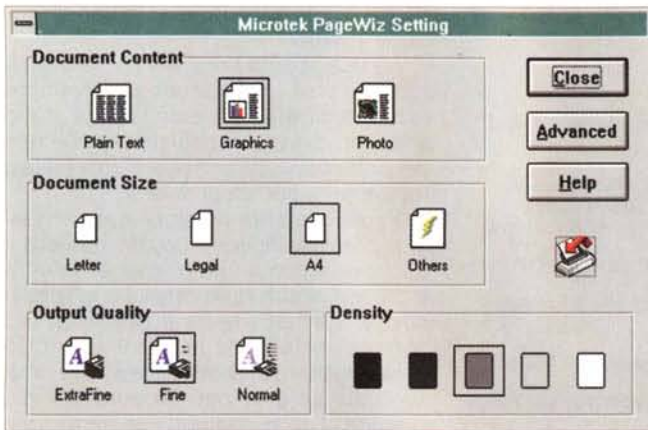 Microtek PageWiz Setting
Document Content
Plain Text
Graphics
Photo
Close
Advanced
Help
Document Size
Letter
Legal
A4
Others
Output Quality
ExtraFine
Fine
Normal
Density